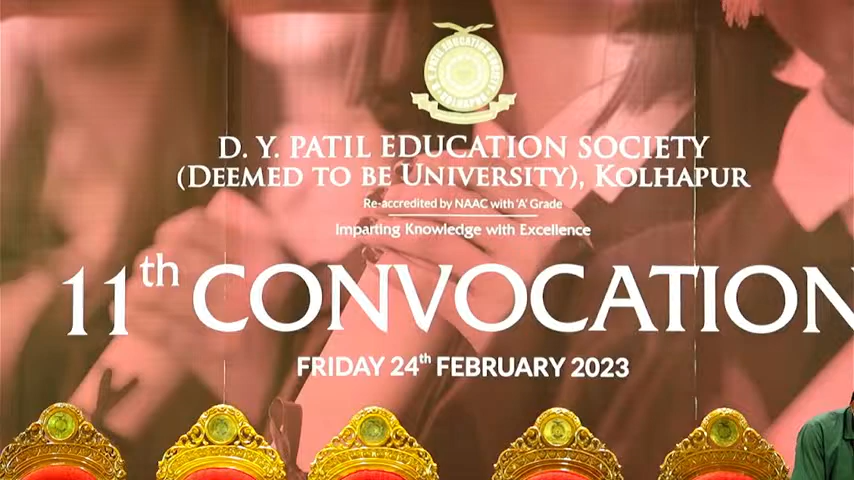 D. Y. PATIL EDUCATION SOCIETY
(DEEMED TO BE UNIVERSITY), KOLHAPUR
Re-accredited by NAAC with 'A' Grade
Imparting Knowledge with Excellence
11th CONVOCATION
FRIDAY 24th FEBRUARY 2023